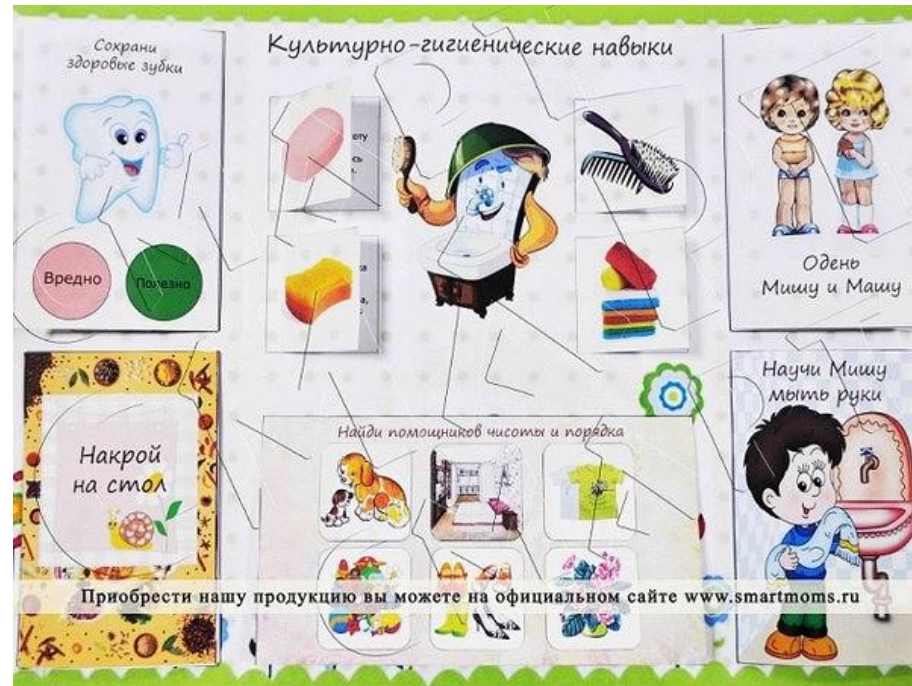 Культурно-гигиенические навыки
Сохрани
здоровые зубки
Вредно
Полезно
Одень
Мишу и Машу
Накрой
на стол
Найди помощников чистоты и порядка
Научи Мишу
мыть руки
Приобрести нашу продукцию вы можете на официальном сайте www.smartmoms.ru